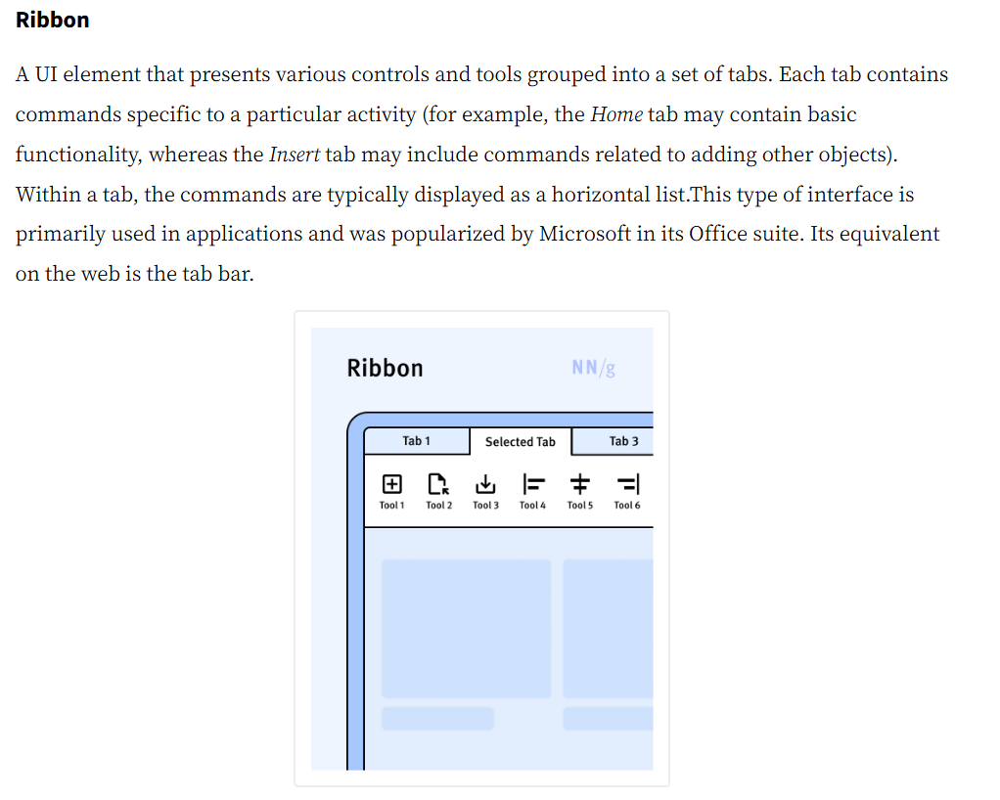 Ribbon
A UI element that presents various controls and tools grouped into a set of tabs. Each tab contains
commands specific to a particular activity (for example, the Home tab may contain basic
functionality, whereas the Insert tab may include commands related to adding other objects).
Within a tab, the commands are typically displayed as a horizontal list.This type of interface is
primarily used in applications and was popularized by Microsoft in its Office suite. Its equivalent
on the web is the tab bar.
Ribbon
NN/g
Tab 1 Selected Tab Tab 3
Tool 1 Tool 2 Tool 3 Tool 4 Tool 5 Tool 6